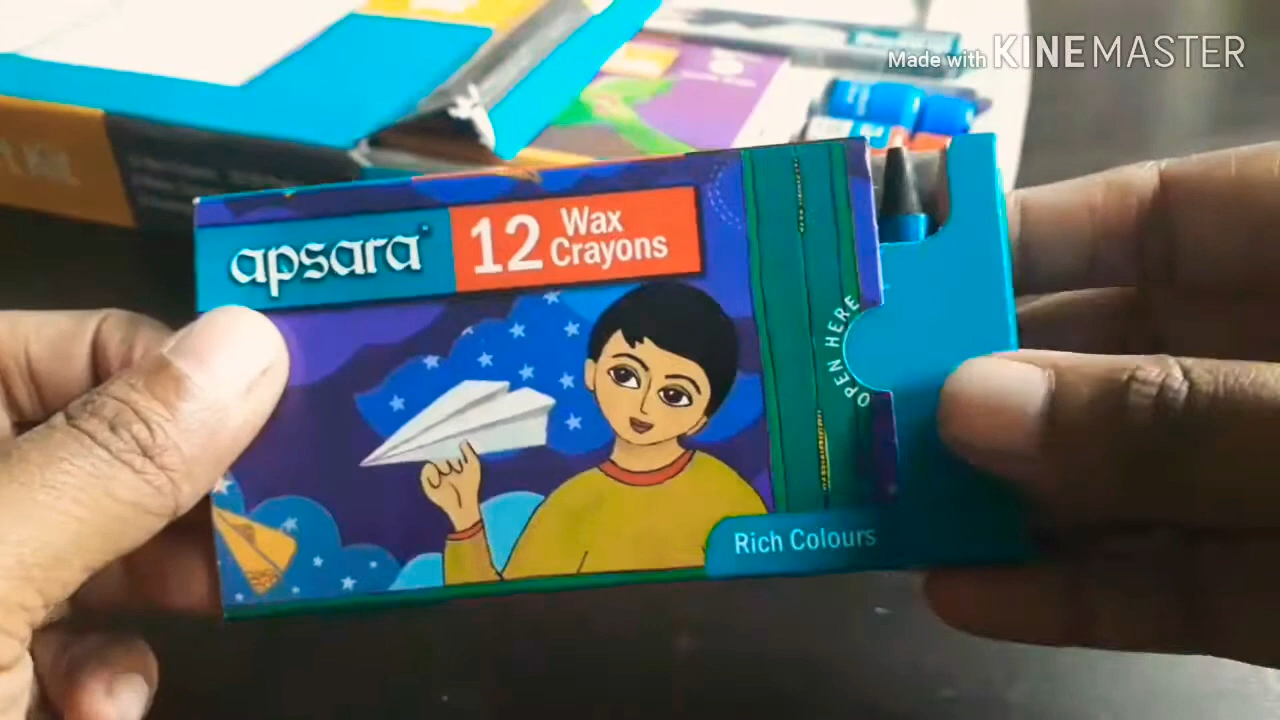 Made with KINEMASTER
apsara
12 Wax
Crayons
OPEN HERE
Rich Colours